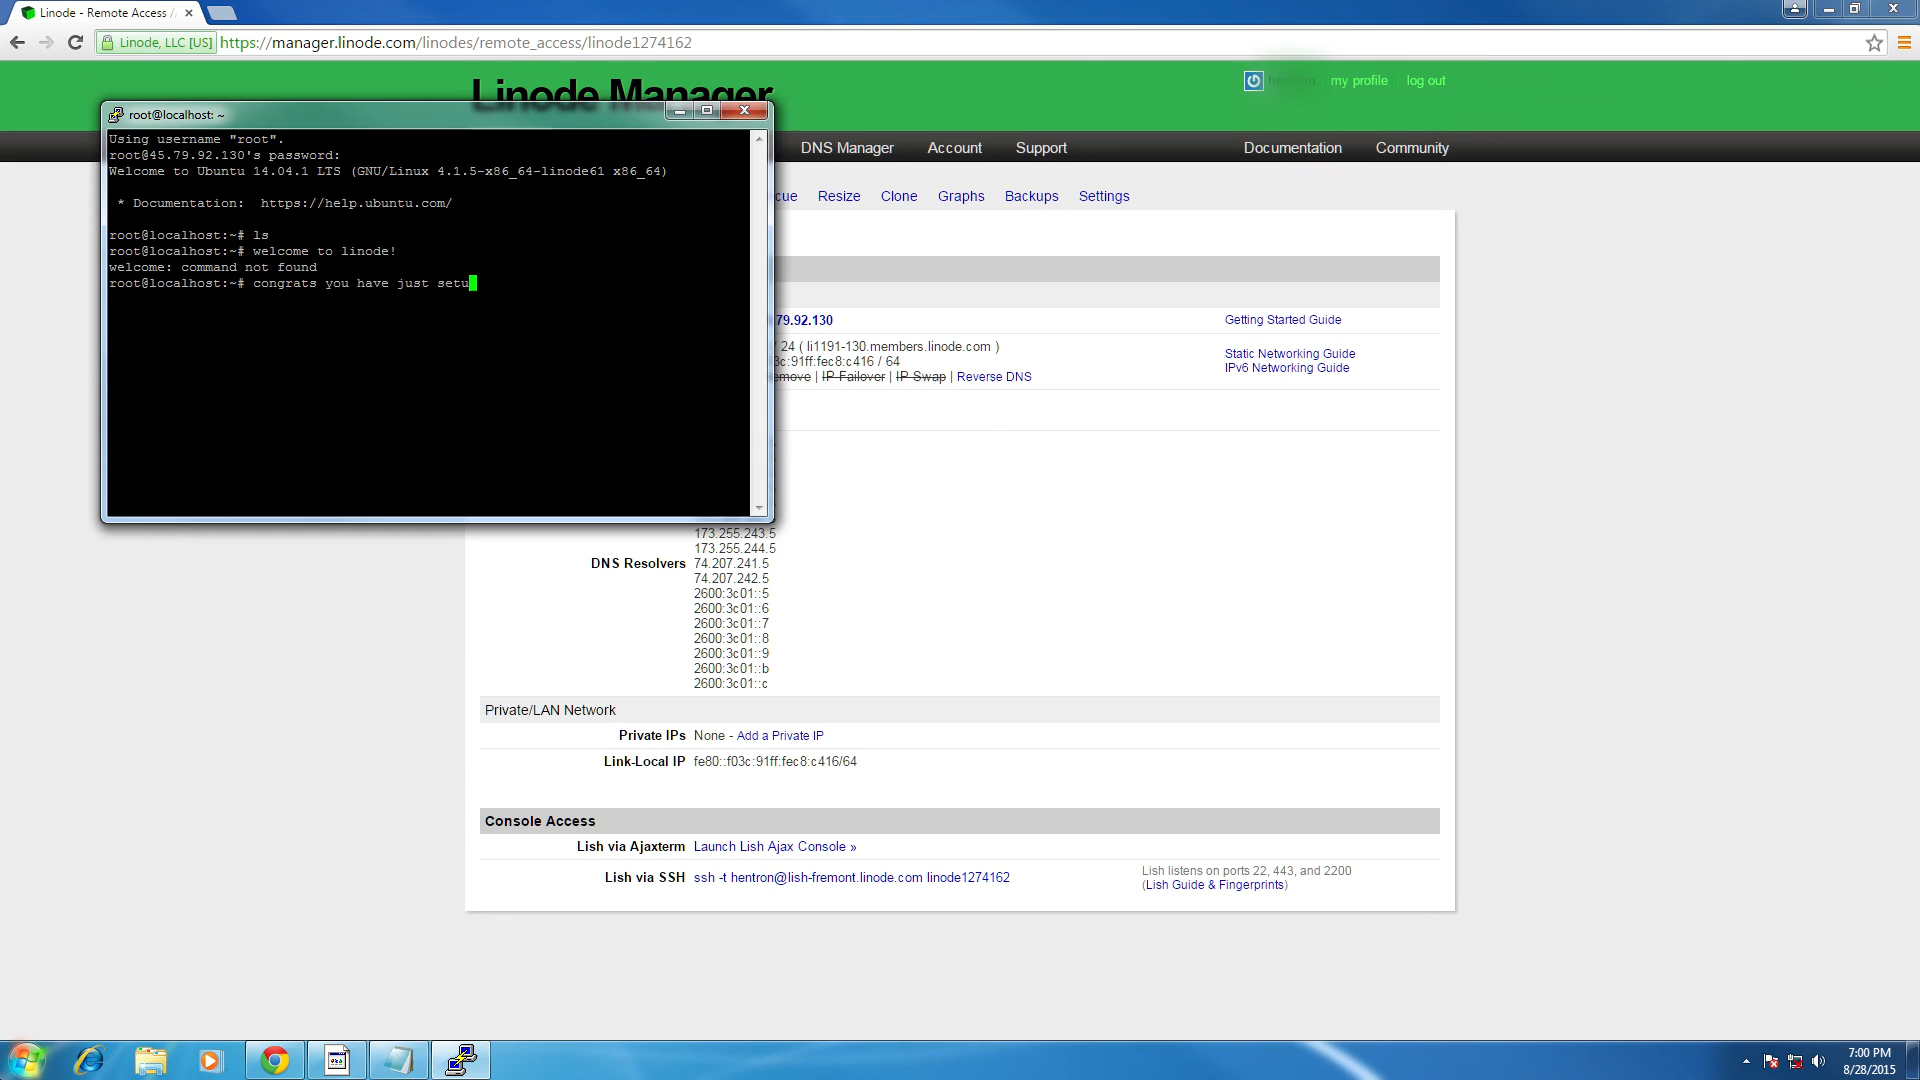 Linode - Remote Access /
Linode, LLC [US]
https://manager.linode.com/linodes/remote_access/linode1274162
Linode Manager
my profile
log out
root@localhost: ~
Using username "root".
root@45.79.92.130's password:
Welcome to Ubuntu 14.04.1 LTS (GNU/Linux 4.1.5-x86_64-linode61 x86_64)
* Documentation:  https://help.ubuntu.com/
root@localhost:~# ls
root@localhost:~# welcome to linode!
welcome: command not found
root@localhost:~# congrats you have just setu
DNS Manager
Account
Support
Documentation
Community
cue
Resize
Clone
Graphs
Backups
Settings
79.92.130
Getting Started Guide
/ 24 ( li1191-130.members.linode.com )
3c:91ff:fec8:c416 / 64
emove | IP Failover | IP Swap | Reverse DNS
Static Networking Guide
IPv6 Networking Guide
DNS Resolvers
173.255.243.5
173.255.244.5
74.207.241.5
74.207.242.5
2600:3c01::5
2600:3c01::6
2600:3c01::7
2600:3c01::8
2600:3c01::9
2600:3c01::b
2600:3c01::c
Private/LAN Network
Private IPs None - Add a Private IP
Link-Local IP fe80::f03c:91ff:fec8:c416/64
Console Access
Lish via Ajaxterm Launch Lish Ajax Console »
Lish via SSH ssh -t hentron@lish-fremont.linode.com linode1274162
Lish listens on ports 22, 443, and 2200
(Lish Guide & Fingerprints)
7:00 PM
8/28/2015